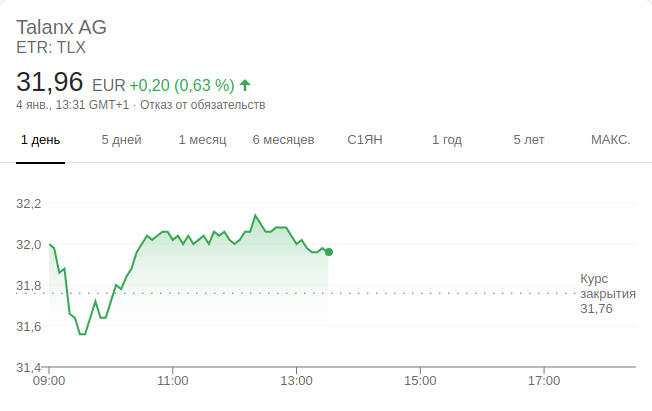 Talanx AG
ETR: TLX
31,96 EUR +0,20 (0,63 %)
4 янв., 13:31 GMT+1 · Отказ от обязательств
1 день 5 дней 1 месяц 6 месяцев С1ЯН 1 год 5 лет МАКС.
32,2
32,0
31,8
31,6
31,4
Курс
закрытия
31,76
09:00 11:00 13:00 15:00 17:00